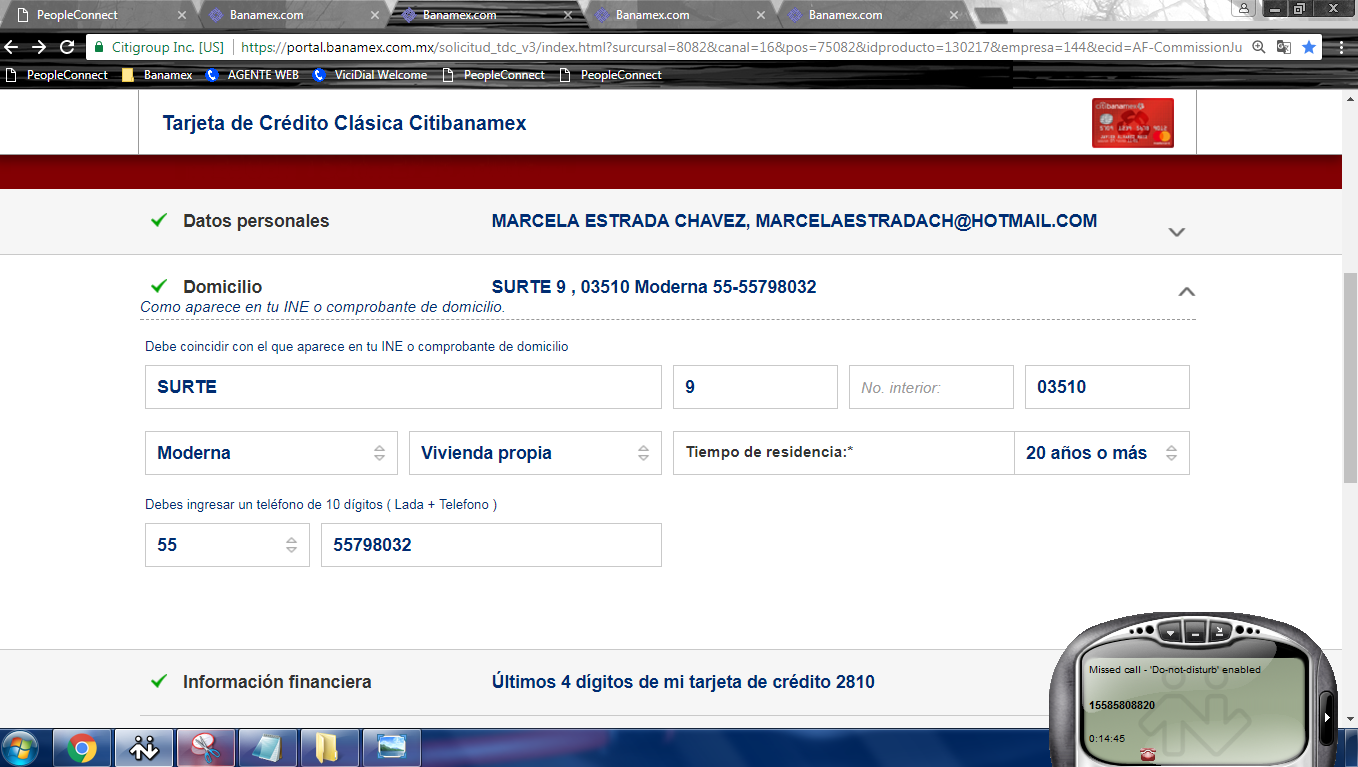 PeopleConnect
Banamex.com
Banamex.com
Banamex.com
Banamex.com
Citigroup Inc. [US] https://portal.banamex.com.mx/solicitud_tdc_v3/index.html?surcursal=8082&canal=16&pos=75082&idproducto=130217&empresa=144&ecid=AF-CommissionJu
PeopleConnect Banamex AGENTE WEB ViciDial Welcome PeopleConnect PeopleConnect
Tarjeta de Crédito Clásica Citibanamex
citibanamex
Datos personales MARCELA ESTRADA CHAVEZ, MARCELAESTRADACH@HOTMAIL.COM
Domicilio SURTE 9 , 03510 Moderna 55-55798032
Como aparece en tu INE o comprobante de domicilio.
Debe coincidir con el que aparece en tu INE o comprobante de domicilio
SURTE 9 No. interior: 03510
Moderna Vivienda propia Tiempo de residencia:* 20 años o más
Debes ingresar un teléfono de 10 dígitos ( Lada + Telefono )
55 55798032
Información financiera Últimos 4 dígitos de mi tarjeta de crédito 2810
Missed call - 'Do-not-disturb' enabled
15585808820
0:14:45